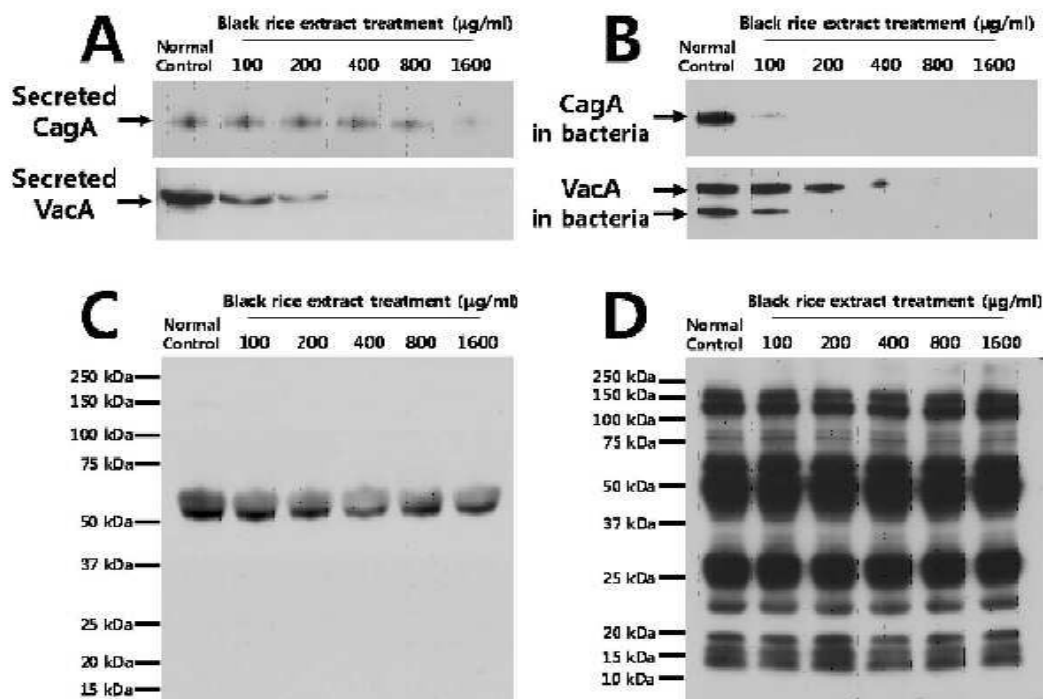 A
Black rice extract treatment (μg/ml)
Normal
Control
100 200 400 800 1600
Secreted
CagA
Secreted
VacA
B
Black rice extract treatment (μg/ml)
Normal
Control
100 200 400 800 1600
CagA
in bacteria
VacA
in bacteria
C
Black rice extract treatment (μg/ml)
Normal
Control
100 200 400 800 1600
250 kDa
150 kDa
100 kDa
75 kDa
50 kDa
37 kDa
25 kDa
20 kDa
15 kDa
D
Black rice extract treatment (μg/ml)
Normal
Control
100 200 400 800 1600
250 kDa
150 kDa
100 kDa
75 kDa
50 kDa
37 kDa
25 kDa
20 kDa
15 kDa
10 kDa